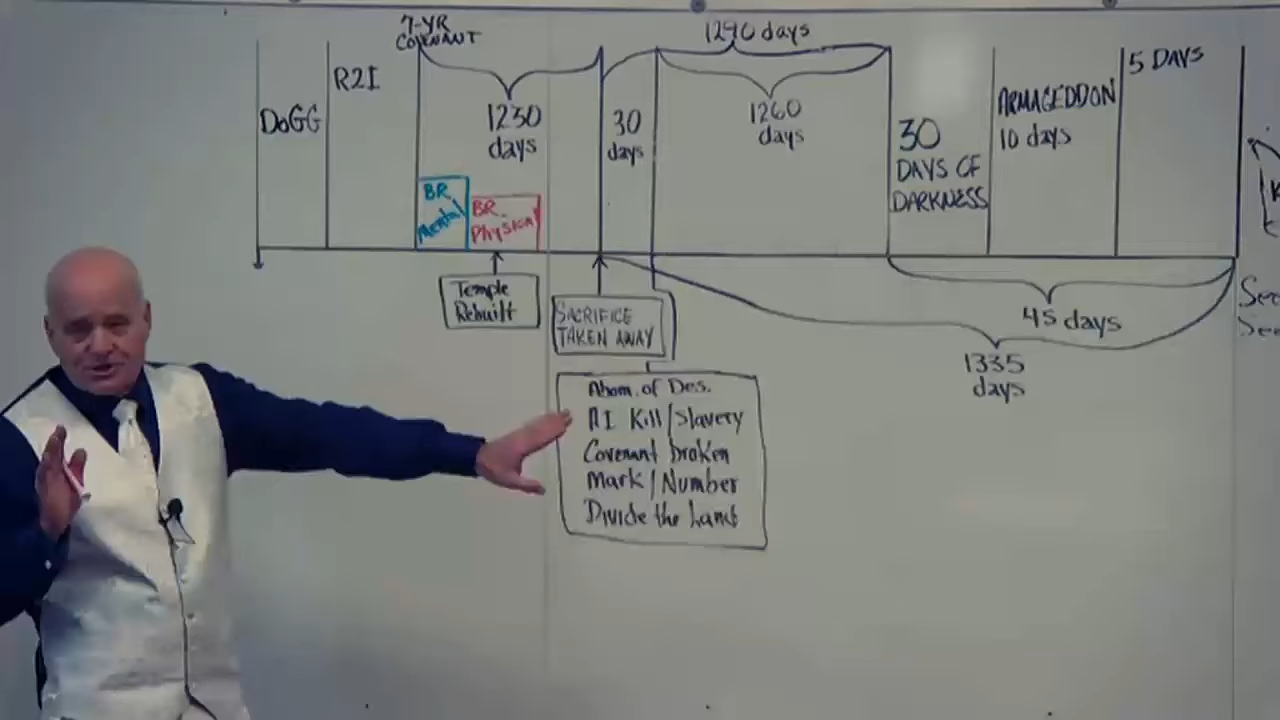 7-YR
COVENANT
1290 days
DoGG
R2I
1230
days
30
days
1260
days
30
DAYS OF
DARKNESS
ARMAGEDDON
10 days
5 DAYS
BR
Mental
BR
Physical
Temple
Rebuilt
SACRIFICE
TAKEN AWAY
45 days
1335
days
Abom. of Des.
AI Kill/Slavery
Covenant broken
Mark/Number
Divide the Land